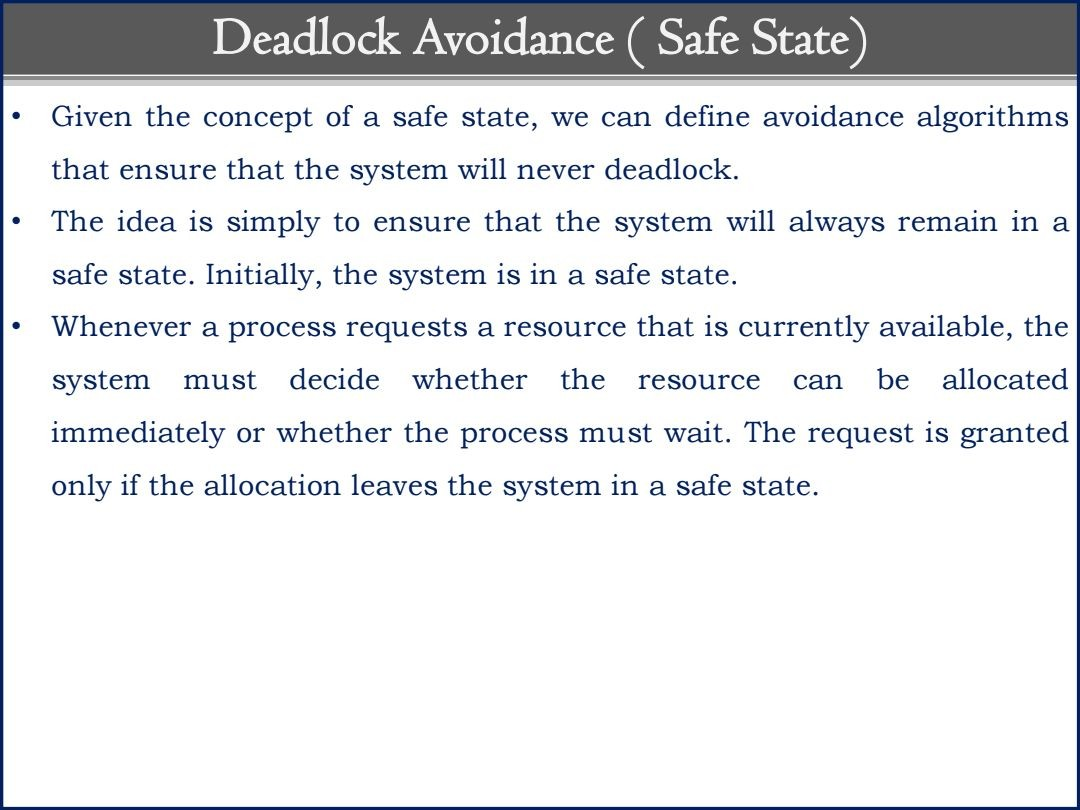 Deadlock Avoidance ( Safe State)
• Given the concept of a safe state, we can define avoidance algorithms
that ensure that the system will never deadlock.
• The idea is simply to ensure that the system will always remain in a
safe state. Initially, the system is in a safe state.
• Whenever a process requests a resource that is currently available, the
system must decide whether the resource can be allocated
immediately or whether the process must wait. The request is granted
only if the allocation leaves the system in a safe state.